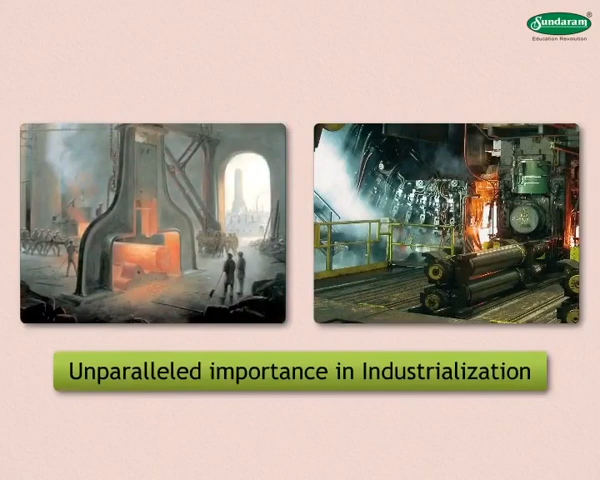 Sundaram®
Education Revolution
Unparalleled importance in Industrialization